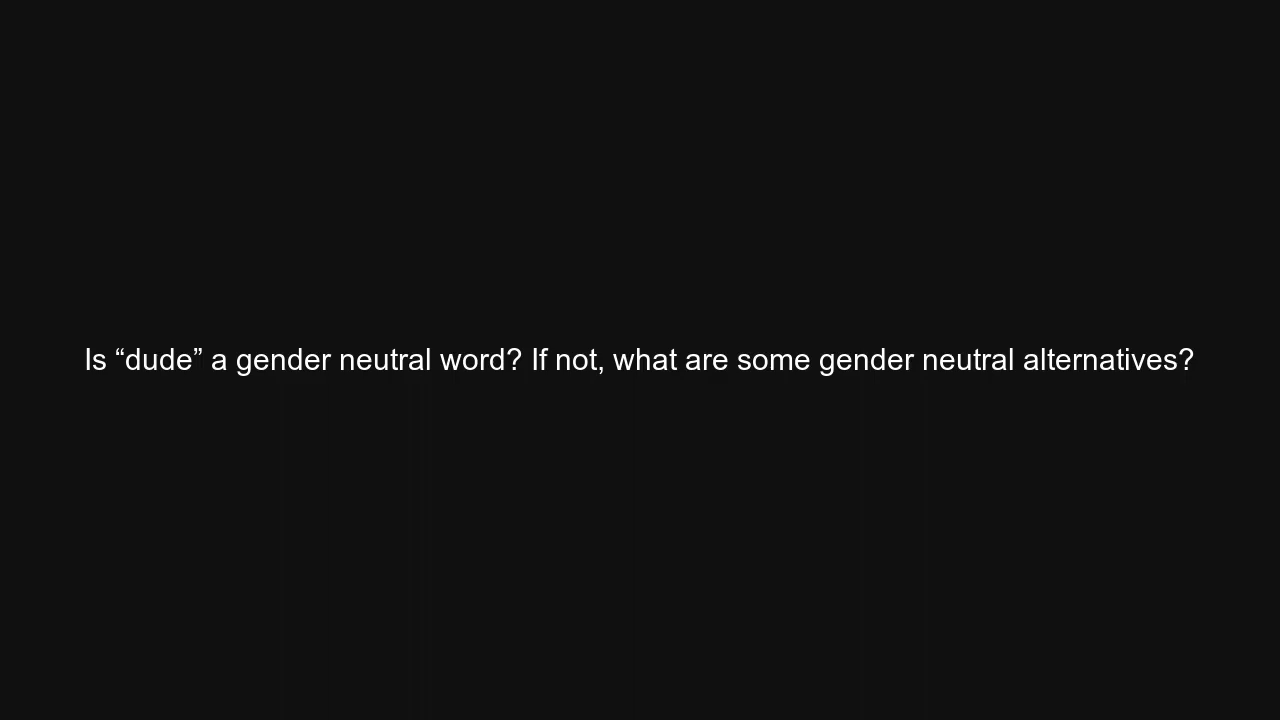 Is “dude” a gender neutral word? If not, what are some gender neutral alternatives?